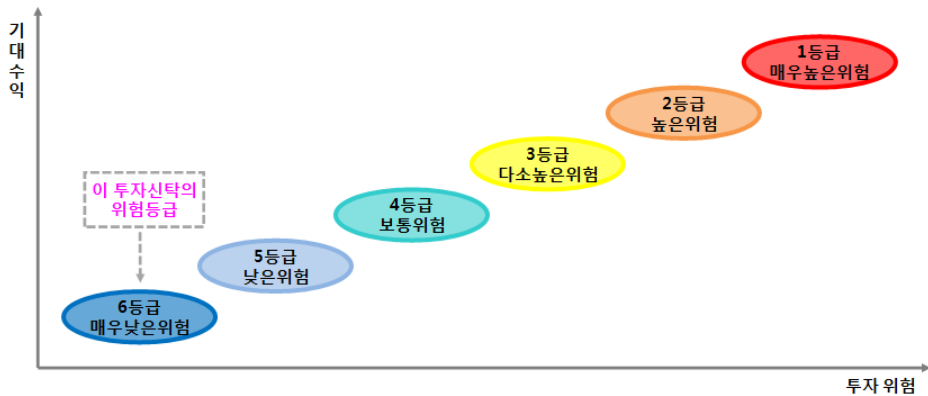 기대수익
1등급
매우높은위험
2등급
높은위험
3등급
다소높은위험
이 투자신탁의
위험등급
4등급
보통위험
5등급
낮은위험
6등급
매우낮은위험
투자 위험